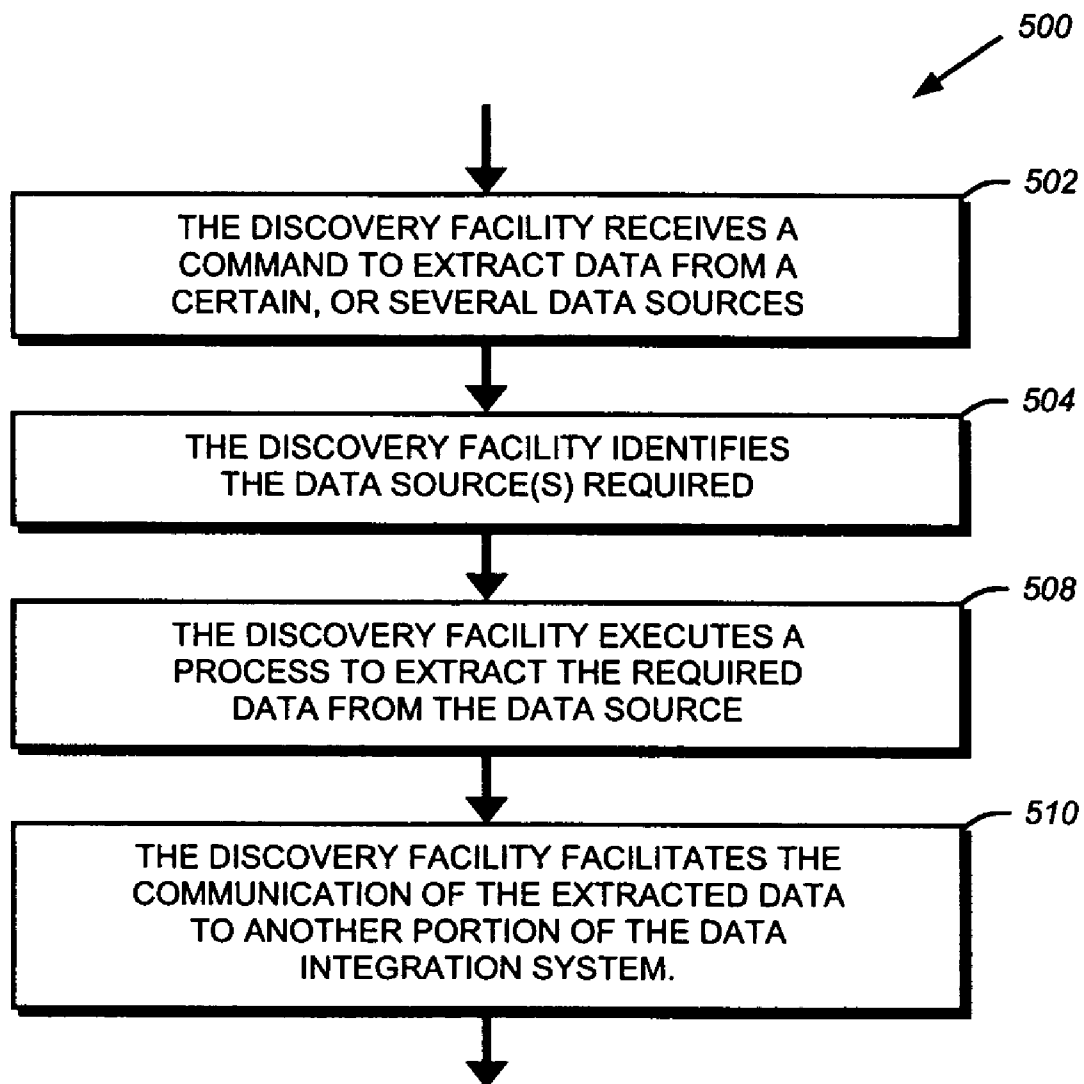 500
502
THE DISCOVERY FACILITY RECEIVES A
COMMAND TO EXTRACT DATA FROM A
CERTAIN, OR SEVERAL DATA SOURCES
504
THE DISCOVERY FACILITY IDENTIFIES
THE DATA SOURCE(S) REQUIRED
508
THE DISCOVERY FACILITY EXECUTES A
PROCESS TO EXTRACT THE REQUIRED
DATA FROM THE DATA SOURCE
510
THE DISCOVERY FACILITY FACILITATES THE
COMMUNICATION OF THE EXTRACTED DATA
TO ANOTHER PORTION OF THE DATA
INTEGRATION SYSTEM.